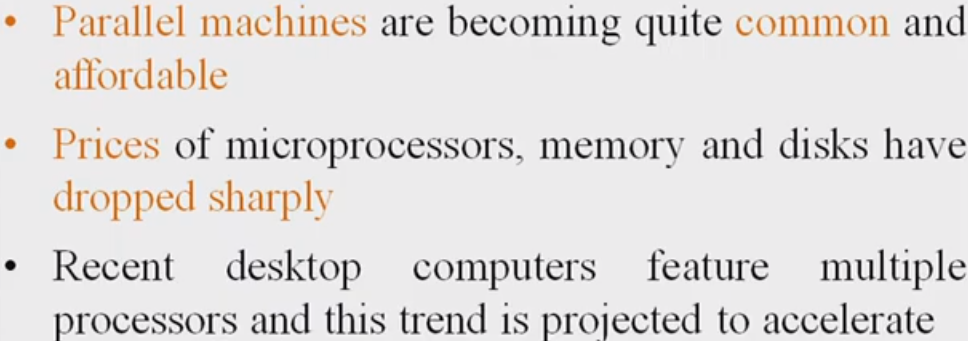 • Parallel machines are becoming quite common and
affordable
• Prices of microprocessors, memory and disks have
dropped sharply
• Recent desktop computers feature multiple
processors and this trend is projected to accelerate